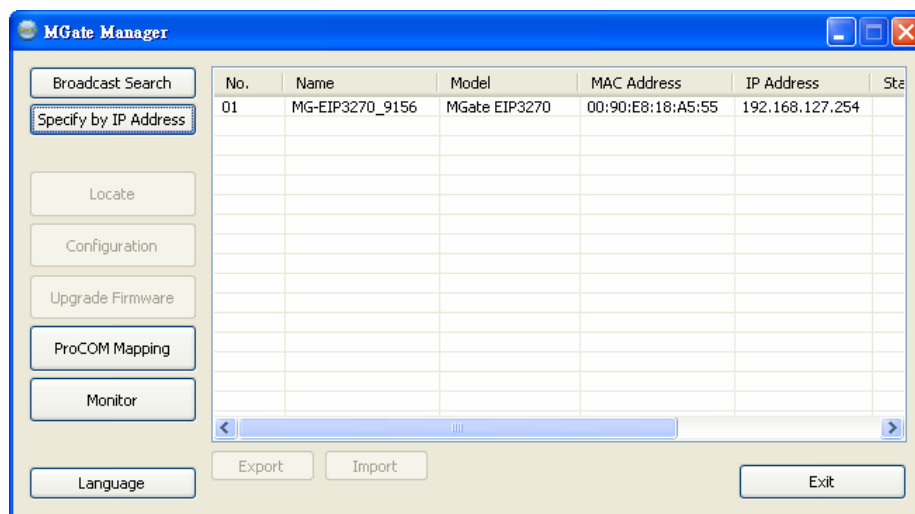 MGate Manager
Broadcast Search
Specify by IP Address
Locate
Configuration
Upgrade Firmware
ProCOM Mapping
Monitor
Language
No. Name Model MAC Address IP Address Sta
01 MG-EIP3270_9156 MGate EIP3270 00:90:E8:18:A5:55 192.168.127.254
Export Import
Exit